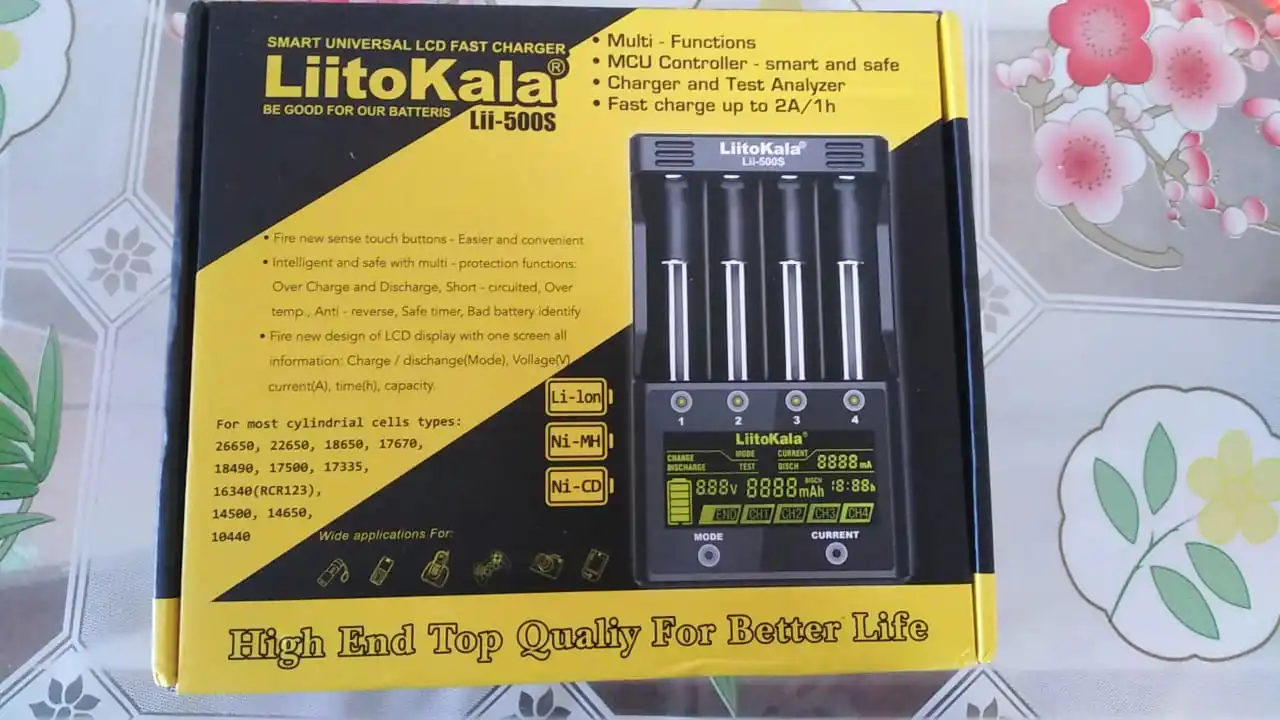 SMART UNIVERSAL LCD FAST CHARGER
LiitoKala®
BE GOOD FOR OUR BATTERIS
Lii-500S
• Multi - Functions
• MCU Controller - smart and safe
• Charger and Test Analyzer
• Fast charge up to 2A/1h
LiitoKala®
Lii-500S
• Fire new sense touch buttons - Easier and convenient
• Intelligent and safe with multi - protection functions:
Over Charge and Discharge, Short - circuited, Over
temp., Anti - reverse, Safe timer, Bad battery identify
• Fire new design of LCD display with one screen all
information: Charge / dischange(Mode), Vollage(V)
current(A), time(h), capacity.
For most cylindrial cells types:
26650, 22650, 18650, 17670,
18490, 17500, 17335,
16340(RCR123),
14500, 14650,
10440
Li-lon
Ni-MH
Ni-CD
Wide applications For:
1 2 3 4
LiitoKala®
CHANGE MODE CURRENT
DISCHARGE TEST DISCH 8888mA
888V 8888mAh DISCH 18:88h
END CH1 CH2 CH3 CH4
MODE CURRENT
High End Top Qualiy For Better Life